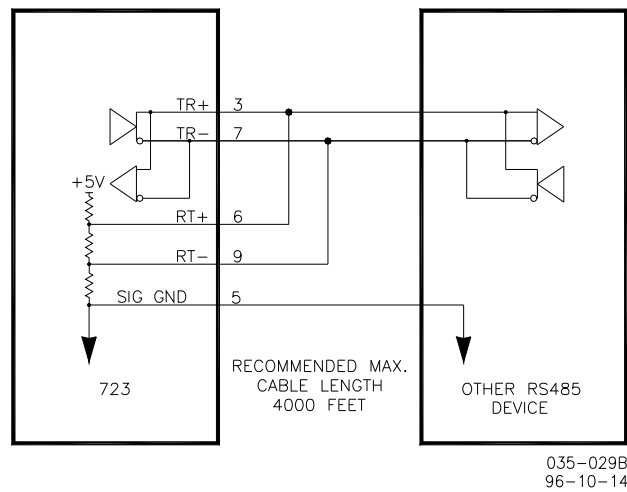 TR+ 3
TR- 7
+5V
RT+ 6
RT- 9
SIG GND 5
723
RECOMMENDED MAX.
CABLE LENGTH
4000 FEET
OTHER RS485
DEVICE
035-029B
96-10-14